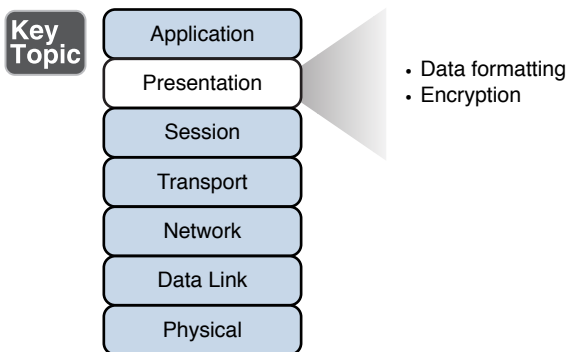 Key
Topic
Application
Presentation
Session
Transport
Network
Data Link
Physical
• Data formatting
• Encryption